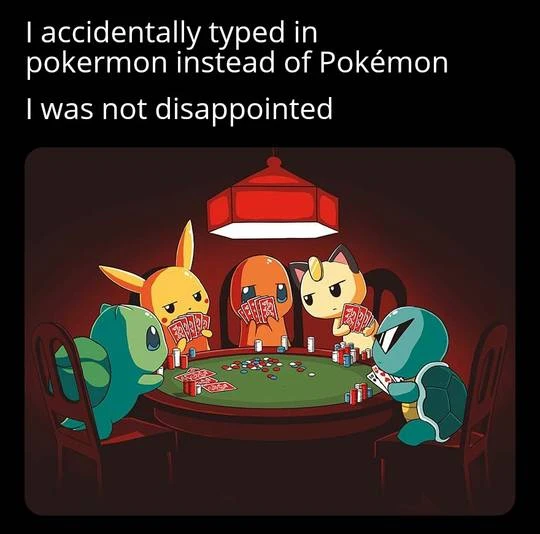 I accidentally typed in
pokermon instead of Pokémon
I was not disappointed